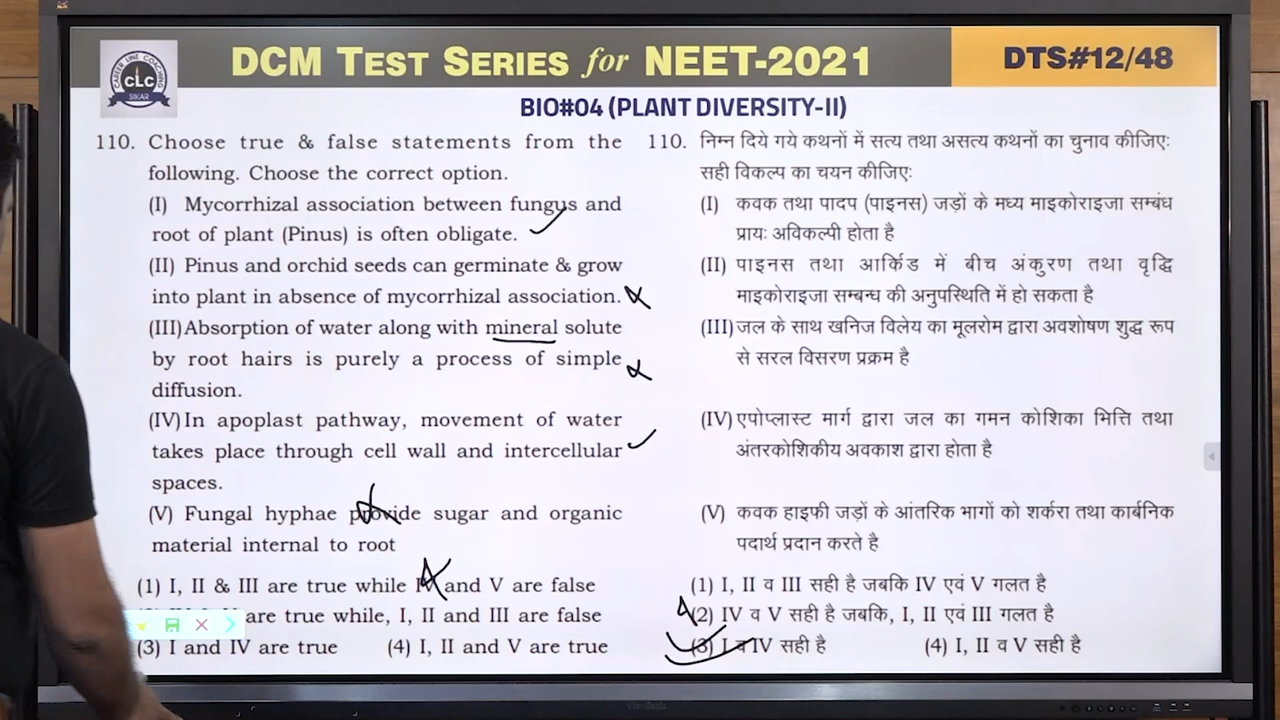 DCM TEST SERIES for NEET-2021
DTS#12/48
CAREER LINE COACHING
CLC
SIKAR
BIO#04 (PLANT DIVERSITY-II)
110. Choose true & false statements from the
following. Choose the correct option.
(I) Mycorrhizal association between fungus and
root of plant (Pinus) is often obligate.
(II) Pinus and orchid seeds can germinate & grow
into plant in absence of mycorrhizal association.
(III) Absorption of water along with mineral solute
by root hairs is purely a process of simple
diffusion.
(IV) In apoplast pathway, movement of water
takes place through cell wall and intercellular
spaces.
(V) Fungal hyphae provide sugar and organic
material internal to root
(1) I, II & III are true while IV and V are false
are true while, I, II and III are false
(3) I and IV are true (4) I, II and V are true
110. निम्न दिये गये कथनों में सत्य तथा असत्य कथनों का चुनाव कीजिए:
सही विकल्प का चयन कीजिए:
(I) कवक तथा पादप (पाइनस) जड़ों के मध्य माइकोराइजा सम्बंध
प्रायः अविकल्पी होता है
(II) पाइनस तथा आर्किड में बीच अंकुरण तथा वृद्धि
माइकोराइजा सम्बन्ध की अनुपस्थिति में हो सकता है
(III) जल के साथ खनिज विलेय का मूलरोम द्वारा अवशोषण शुद्ध रूप
से सरल विसरण प्रक्रम है
(IV) एपोप्लास्ट मार्ग द्वारा जल का गमन कोशिका भित्ति तथा
अंतरकोशिकीय अवकाश द्वारा होता है
(V) कवक हाइफी जड़ों के आंतरिक भागों को शर्करा तथा कार्बनिक
पदार्थ प्रदान करते है
(1) I, II व III सही है जबकि IV एवं V गलत है
(2) IV व V सही है जबकि, I, II एवं III गलत है
(3) I व IV सही है (4) I, II व V सही है
ViewSonic